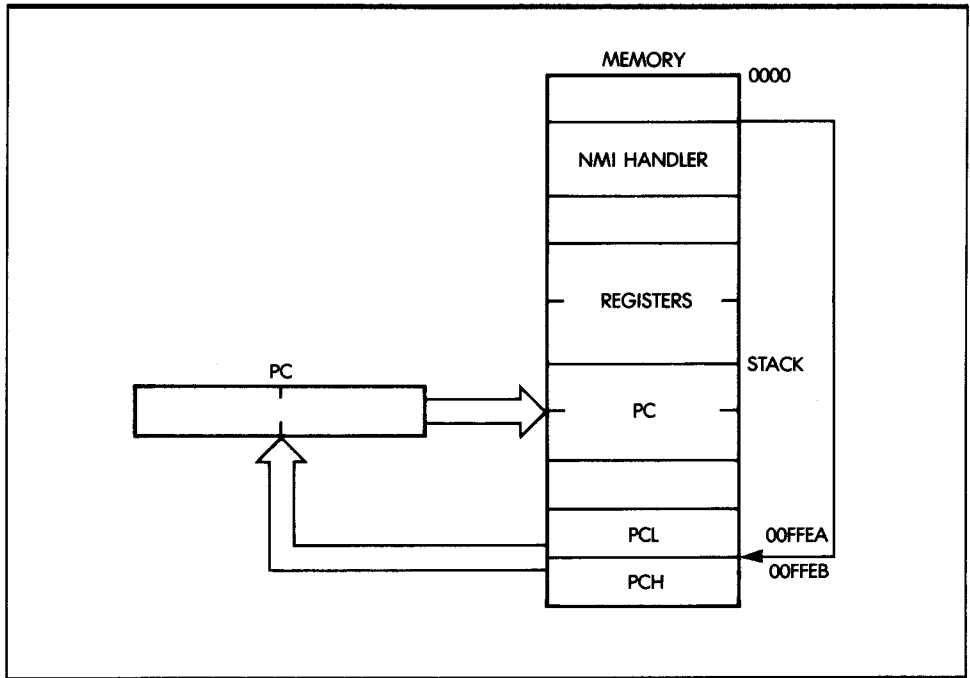 MEMORY
0000
NMI HANDLER
REGISTERS
STACK
PC
PC
PCL
00FFEA
00FFEB
PCH